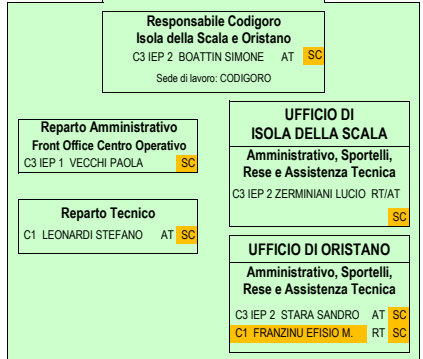 Responsabile Codigoro
Isola della Scala e Oristano
C3 IEP 2 BOATTIN SIMONE AT SC
Sede di lavoro: CODIGORO
Reparto Amministrativo
Front Office Centro Operativo
C3 IEP 1 VECCHI PAOLA SC
Reparto Tecnico
C1 LEONARDI STEFANO AT SC
UFFICIO DI
ISOLA DELLA SCALA
Amministrativo, Sportelli,
Rese e Assistenza Tecnica
C3 IEP 2 ZERMINIANI LUCIO RT/AT
SC
UFFICIO DI ORISTANO
Amministrativo, Sportelli,
Rese e Assistenza Tecnica
C3 IEP 2 STARA SANDRO AT SC
C1 FRANZINU EFISIO M. RT SC